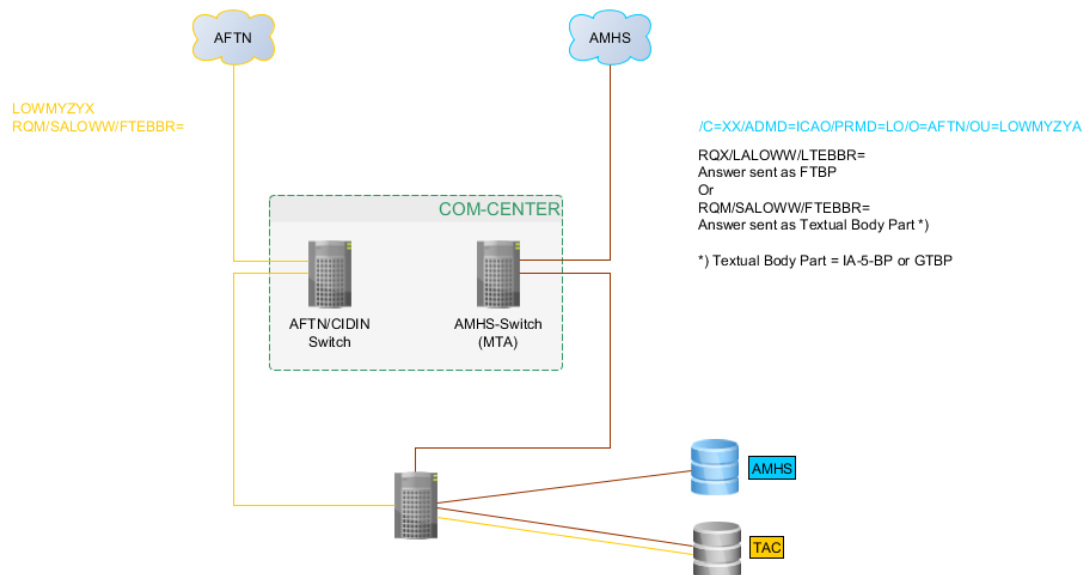 AFTN
AMHS
LOWMYZYX
RQM/SALOWW/FTEBBR=
/C=XX/ADMD=ICAO/PRMD=LO/O=AFTN/OU=LOWMYZYA
RQX/LALOWW/LTEBBR=
Answer sent as FTBP
Or
RQM/SALOWW/FTEBBR=
Answer sent as Textual Body Part *)
*) Textual Body Part = IA-5-BP or GTBP
COM-CENTER
AFTN/CIDIN
Switch
AMHS-Switch
(MTA)
AMHS
TAC